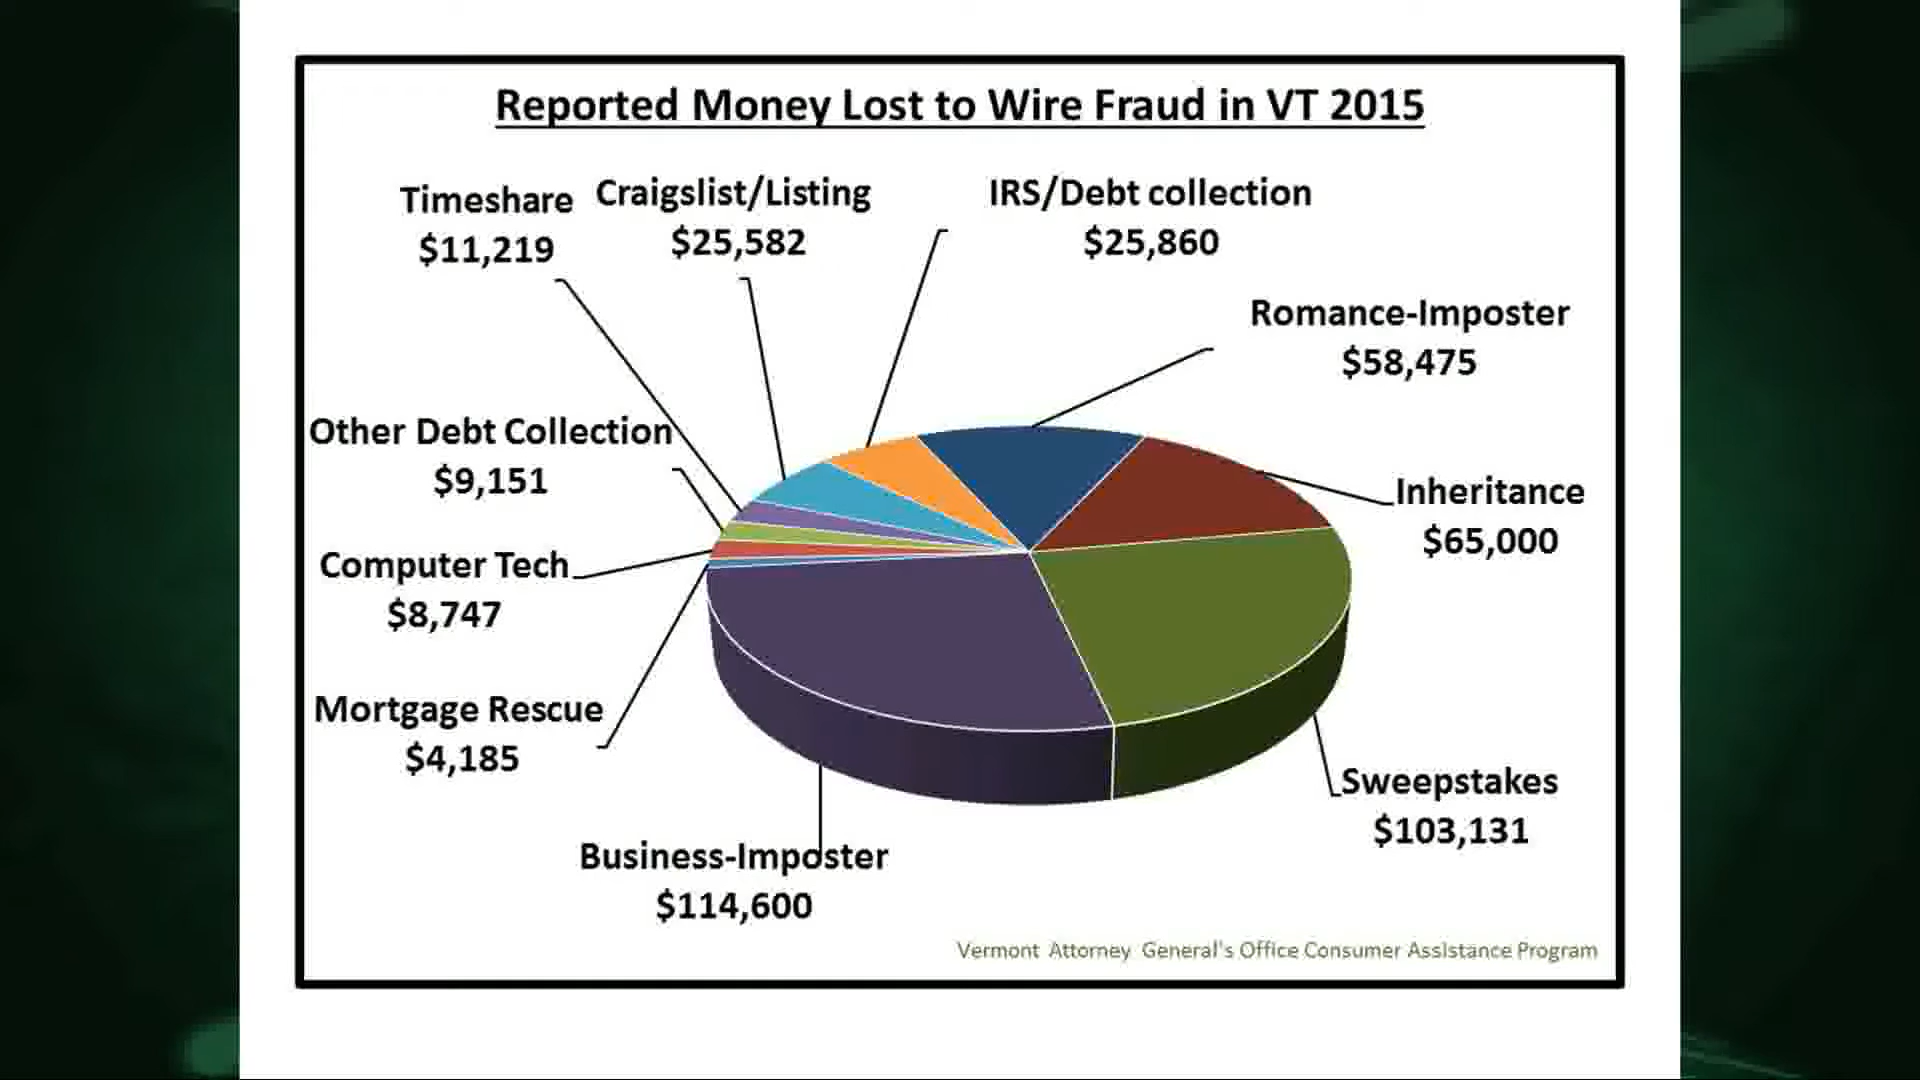 Reported Money Lost to Wire Fraud in VT 2015
Timeshare
$11,219
Craigslist/Listing
$25,582
IRS/Debt collection
$25,860
Romance-Imposter
$58,475
Other Debt Collection
$9,151
Inheritance
$65,000
Computer Tech
$8,747
Mortgage Rescue
$4,185
Sweepstakes
$103,131
Business-Imposter
$114,600
Vermont Attorney General's Office Consumer Assistance Program